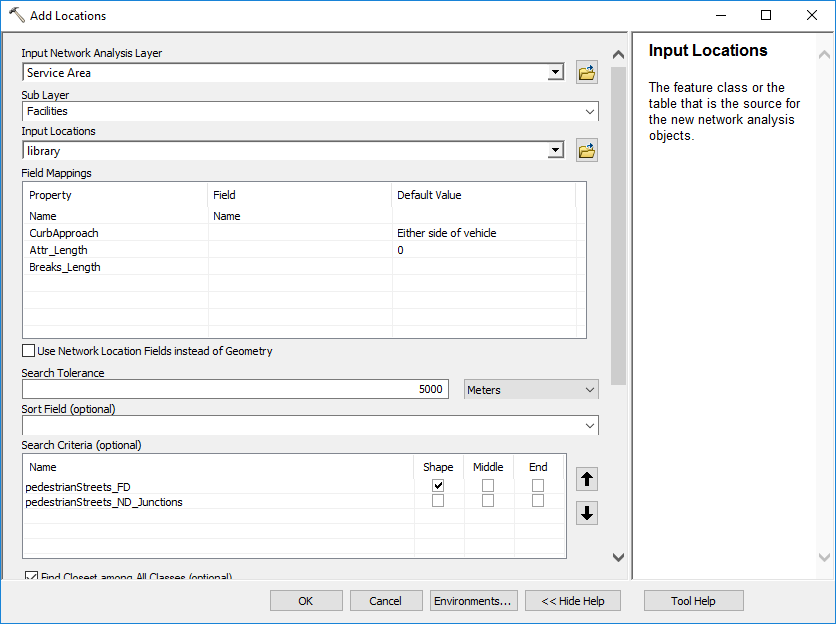 Add Locations
Input Network Analysis Layer
Service Area
Sub Layer
Facilities
Input Locations
library
Field Mappings
Property Field Default Value
Name Name
CurbApproach Either side of vehicle
Attr_Length 0
Breaks_Length
Use Network Location Fields instead of Geometry
Search Tolerance
5000 Meters
Sort Field (optional)
Search Criteria (optional)
Name Shape Middle End
pedestrianStreets_FD
pedestrianStreets_ND_Junctions
Find Closest among All Classes (optional)
OK Cancel Environments... << Hide Help Tool Help
Input Locations
The feature class or the
table that is the source for
the new network analysis
objects.